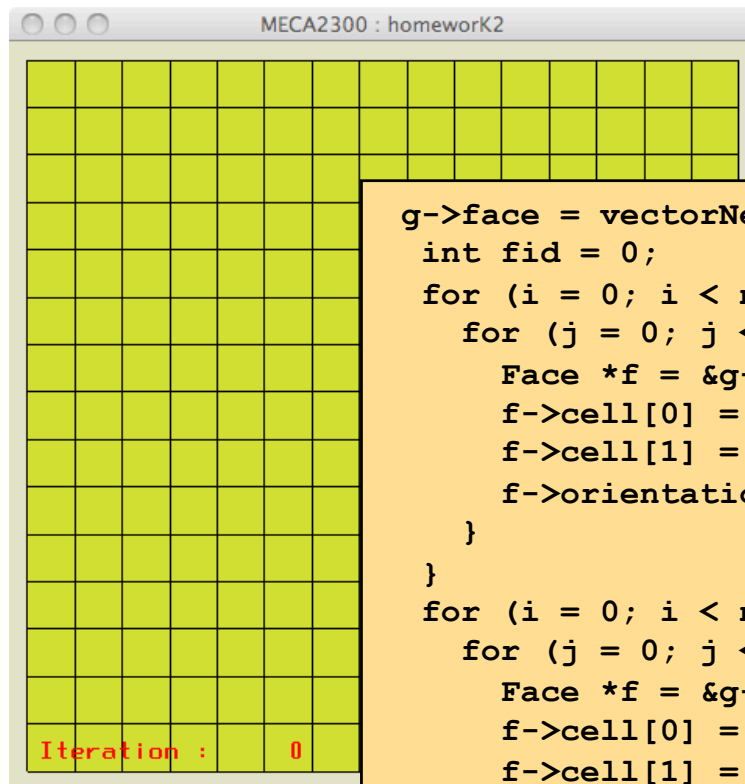 MECA2300 : homeworK2
g->face = vectorNe
int fid = 0;
for (i = 0; i <
for (j = 0; j <
Face *f = &g-
f->cell[0] =
f->cell[1] =
f->orientatio
}
}
for (i = 0; i <
for (j = 0; j <
Face *f = &g-
f->cell[0] =
f->cell[1] =
Iteration : 0